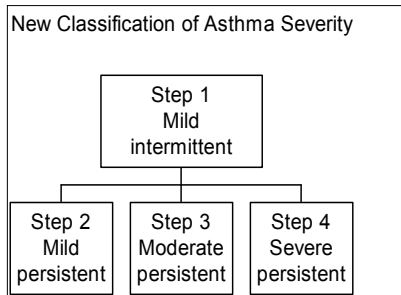 New Classification of Asthma Severity
Step 1
Mild
intermittent
Step 2
Mild
persistent
Step 3
Moderate
persistent
Step 4
Severe
persistent